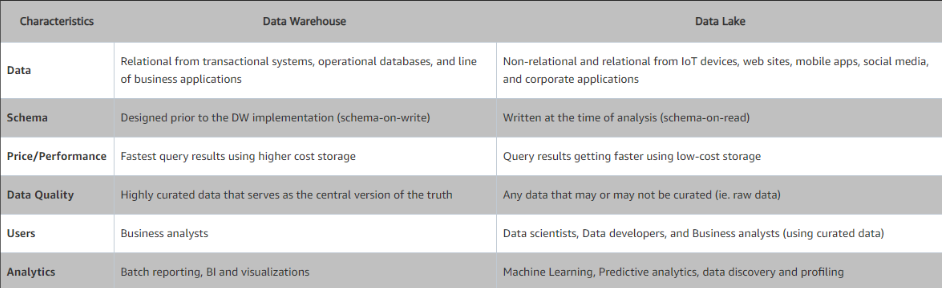 Characteristics Data Warehouse Data Lake
Data Relational from transactional systems, operational databases, and line Non-relational and relational from IoT devices, web sites, mobile apps, social media,
of business applications and corporate applications
Schema Designed prior to the DW implementation (schema-on-write) Written at the time of analysis (schema-on-read)
Price/Performance Fastest query results using higher cost storage Query results getting faster using low-cost storage
Data Quality Highly curated data that serves as the central version of the truth Any data that may or may not be curated (ie. raw data)
Users Business analysts Data scientists, Data developers, and Business analysts (using curated data)
Analytics Batch reporting, BI and visualizations Machine Learning, Predictive analytics, data discovery and profiling